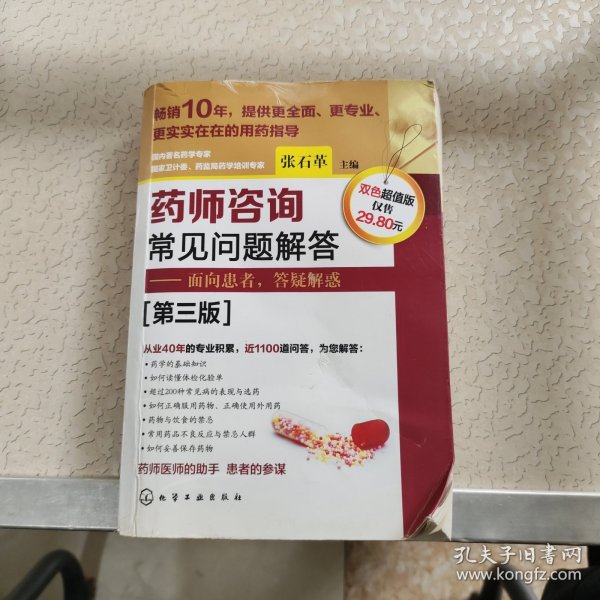 畅销10年，提供更全面、更专业、
更实实在在的用药指导
国内著名药学专家
国家卫计委、药监局药学培训专家
张石革 主编
双色超值版
仅售
29.80元
药师咨询
常见问题解答
——面向患者，答疑解惑
[第三版]
从业40年的专业积累，近1100道问答，为您解答：
·药学的基础知识
·如何读懂体检化验单
·超过200种常见病的表现与选药
·如何正确服用药物、正确使用外用药
·药物与饮食的禁忌
·常用药品不良反应与禁忌人群
·如何妥善保存药物
药师医师的助手 患者的参谋
化学工业出版社
孔夫子旧书网
www.kongfz.com